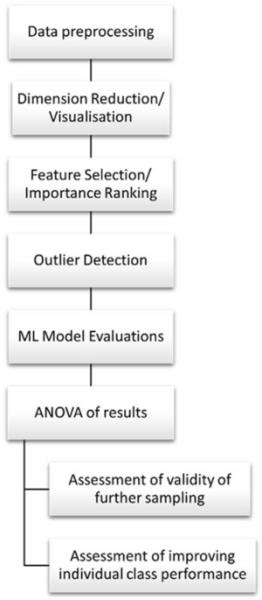 Data preprocessing
Dimension Reduction/
Visualisation
Feature Selection/
Importance Ranking
Outlier Detection
ML Model Evaluations
ANOVA of results
Assessment of validity of
further sampling
Assessment of improving
individual class performance